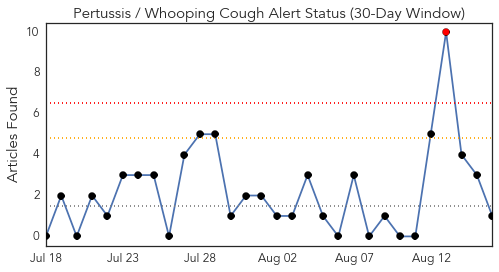 Pertussis / Whooping Cough Alert Status (30-Day Window)
Articles Found
10
8
6
4
2
0
Jul 18 Jul 23 Jul 28 Aug 02 Aug 07 Aug 12